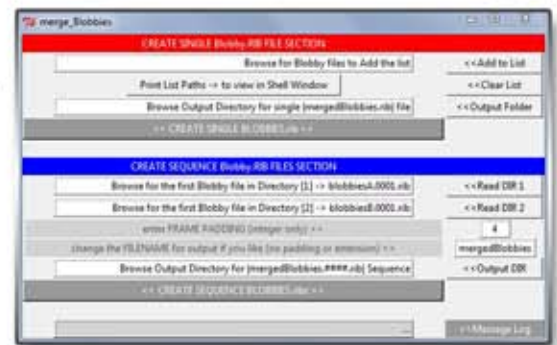 merge_Blobbies
CREATE SINGLE Blobby.RIB FILE SECTION
Browse for Blobby files to Add the list
<<Add to List
Print List Paths -> to view in Shell Window
<<Clear List
Browse Output Directory for single |mergedBlobbies.rib| file
<<Output Folder
<< CREATE SINGLE BLOBBIES.rib >>
CREATE SEQUENCE Blobby.RIB FILES SECTION
Browse for the first Blobby file in Directory [1] -> blobbiesA.0001.rib
<<Read DIR 1
Browse for the first Blobby file in Directory [2] -> blobbiesB.0001.rib
<<Read DIR 2
enter FRAME PADDING (integer only) >>
4
change the FILENAME for output if you like (no padding or extension) >>
mergedBlobbies
Browse Output Directory for |mergedBlobbies.####.rib| Sequence
<<Output DIR
<< CREATE SEQUENCE BLOBBIES >>
...
<<Message Log